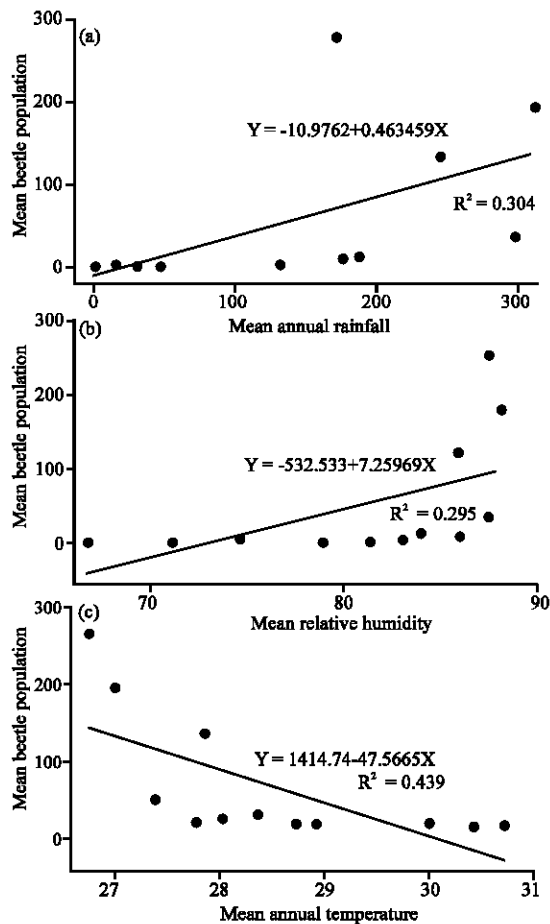 300
(a)
200
100
0
Mean beetle population
Y = -10.9762+0.463459X
R² = 0.304
0 100 200 300
Mean annual rainfall
300
(b)
200
100
0
Mean beetle population
Y = -532.533+7.25969X
R² = 0.295
70 80 90
Mean relative humidity
300
(c)
200
100
0
Mean beetle population
Y = 1414.74-47.5665X
R² = 0.439
27 28 29 30 31
Mean annual temperature